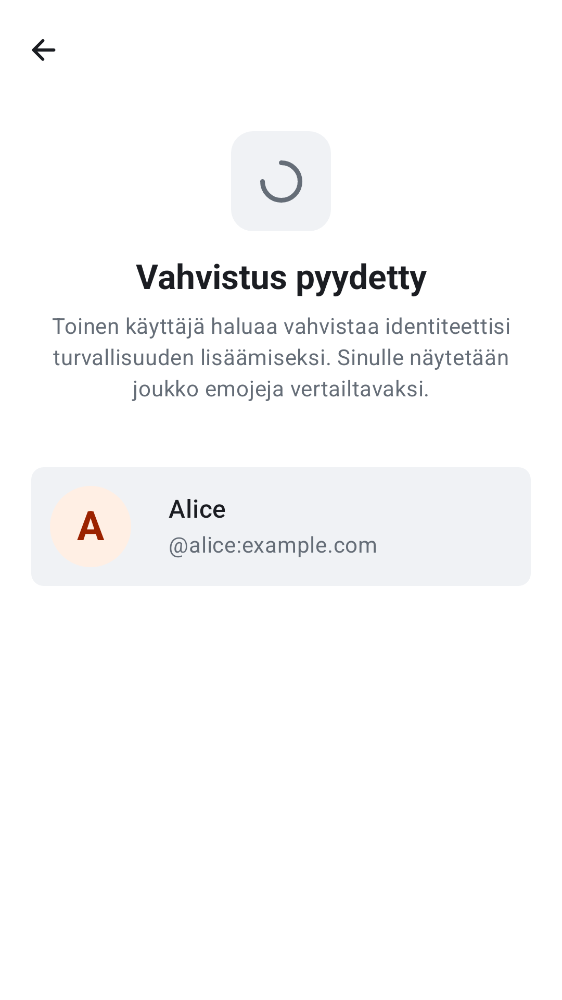 Vahvistus pyydetty
Toinen käyttäjä haluaa vahvistaa identiteettisi
turvallisuuden lisäämiseksi. Sinulle näytetään
joukko emojeja vertailtavaksi.
A
Alice
@alice:example.com